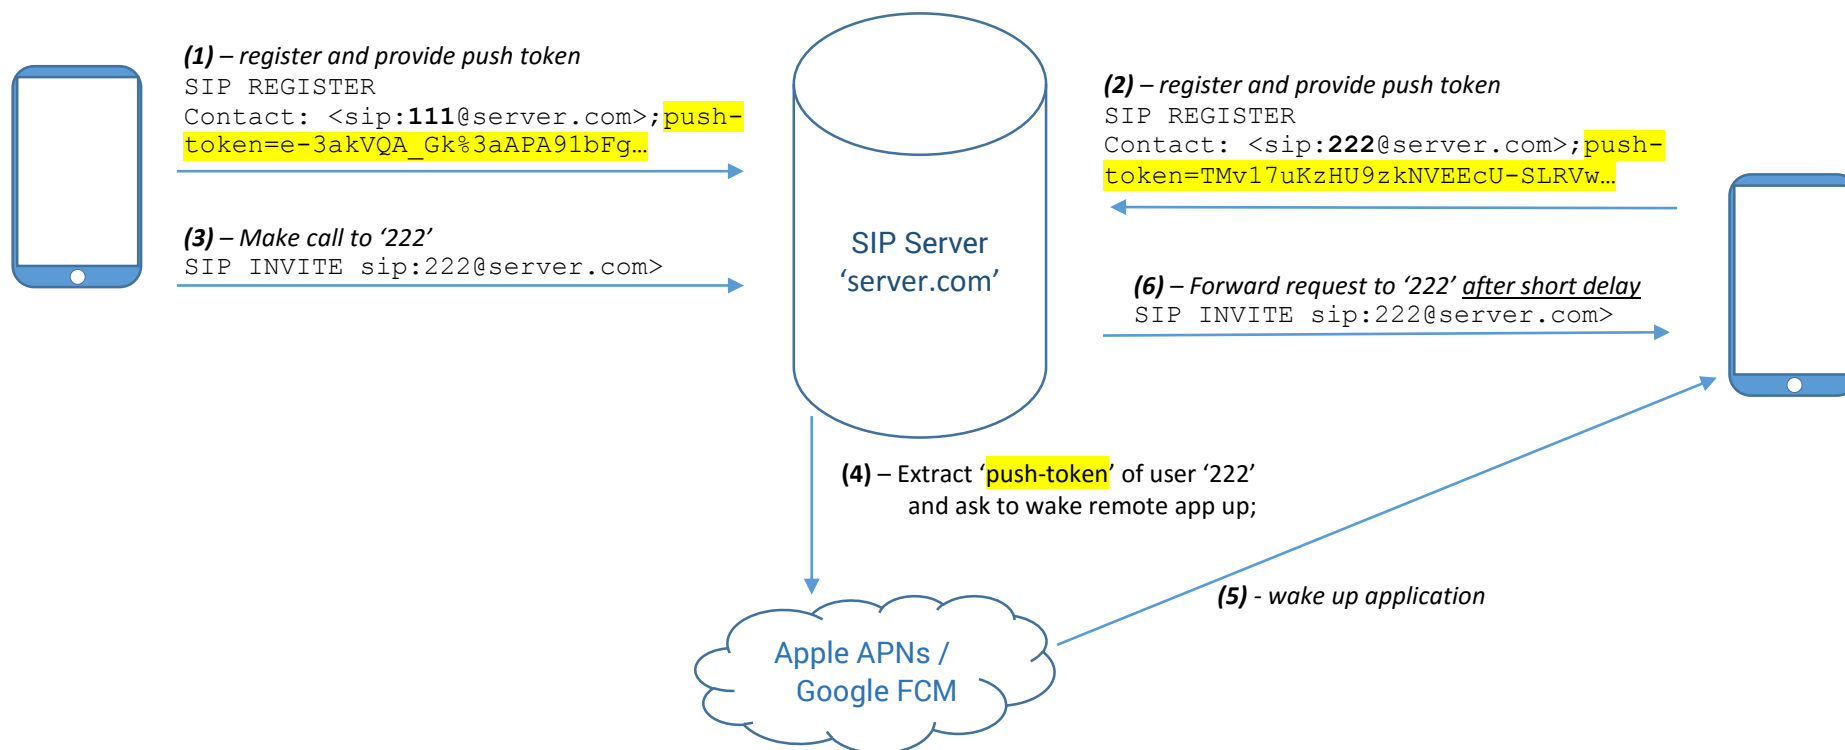 (1) – register and provide push token
SIP REGISTER
Contact: <sip:111@server.com>;push-
token=e-3akVQA_Gk%3aAPA91bFg…
(3) – Make call to ‘222’
SIP INVITE sip:222@server.com>
SIP Server
‘server.com’
(2) – register and provide push token
SIP REGISTER
Contact: <sip:222@server.com>;push-
token=TMv17uKzHU9zkNVEEcU-SLRVw…
(6) – Forward request to ‘222’ after short delay
SIP INVITE sip:222@server.com>
(4) – Extract ‘push-token’ of user ‘222’
and ask to wake remote app up;
(5) - wake up application
Apple APNs /
Google FCM